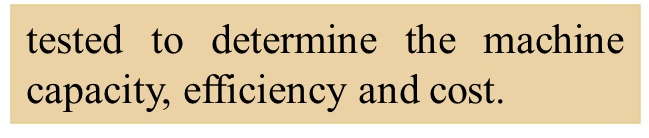 tested to determine the machine
capacity, efficiency and cost.